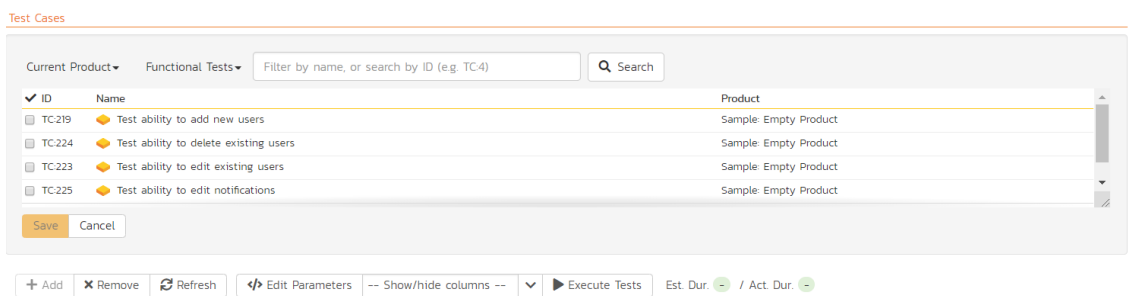 Test Cases
Current Product Functional Tests Filter by name, or search by ID (e.g. TC:4) Search
ID Name Product
TC:219 Test ability to add new users Sample: Empty Product
TC:224 Test ability to delete existing users Sample: Empty Product
TC:223 Test ability to edit existing users Sample: Empty Product
TC:225 Test ability to edit notifications Sample: Empty Product
Save Cancel
+ Add Remove Refresh </> Edit Parameters -- Show/hide columns -- Execute Tests Est. Dur. - / Act. Dur. -